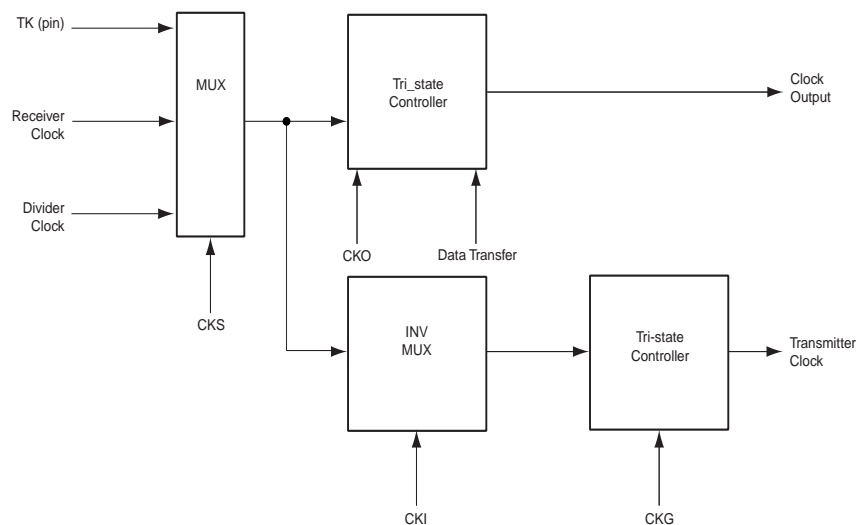 TK (pin)
MUX
Tri_state
Controller
Clock
Output
Receiver
Clock
Divider
Clock
CKO
Data Transfer
CKS
INV
MUX
Tri-state
Controller
Transmitter
Clock
CKI
CKG